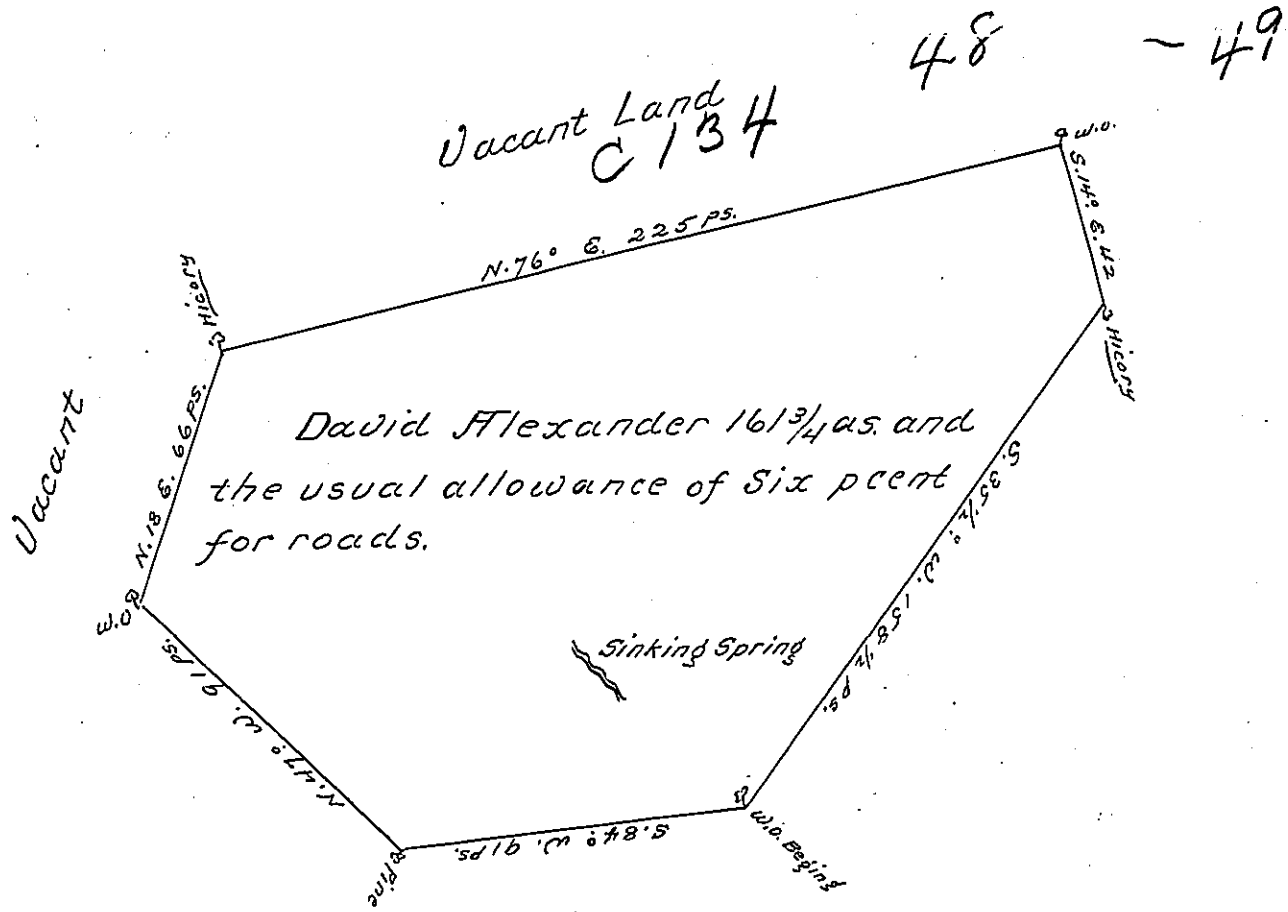 48 ~ 49
Vacant Land
C 134
W.O.
N. 76° E. 225 ps.
S. 14° E. 42
Hicory
Hicory
Vacant
N. 18 E. 66 ps.
David Alexander 161 3/4 as. and
the usual allowance of Six pcent
for roads.
S. 35 1/2° W. 158 1/2 ps.
W.O.
N. 47° W. 91 ps.
Sinking Spring
S. 84° W. 91 ps.
W.O. Beging
Pine